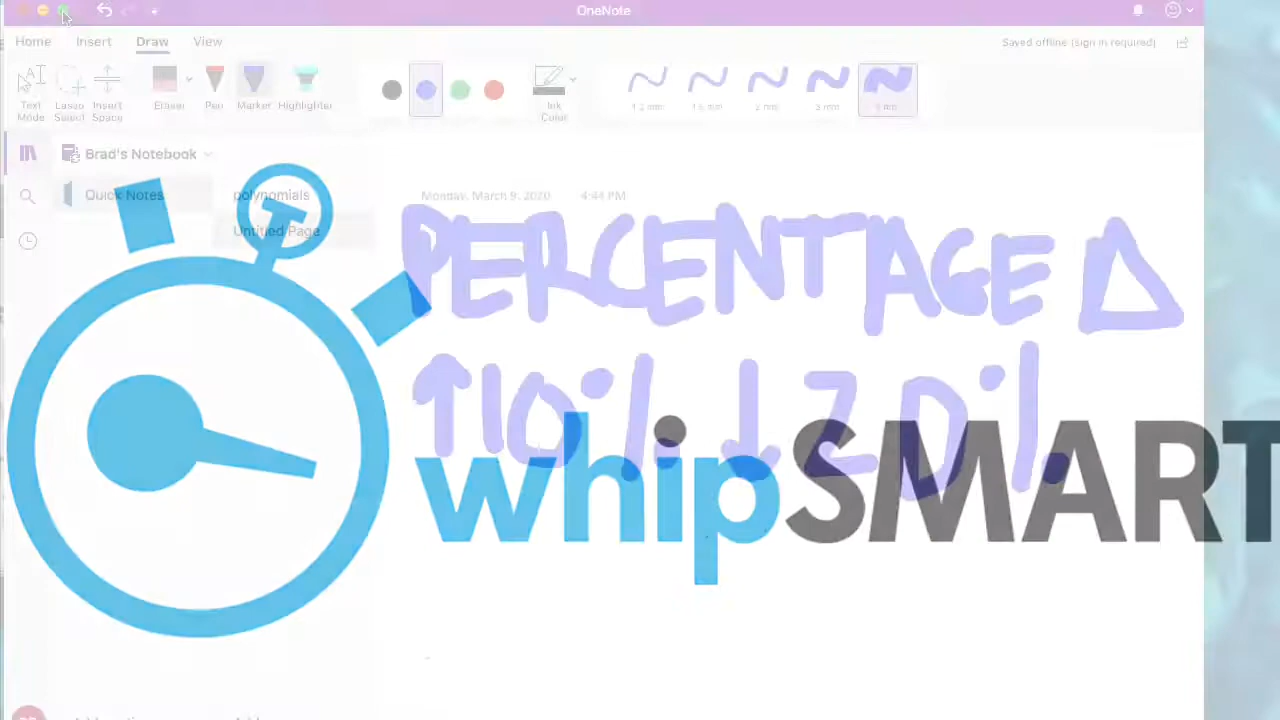 OneNote
Home Insert Draw View
Saved offline (sign in required)
Text Mode
Lasso Select
Insert Space
Eraser
Pen
Marker
Highlighter
Ink Color
2 mm
Brad's Notebook
Quick Notes
polynomials
Untitled Page
Monday, March 9, 2020 4:44 PM
PERCENTAGE Δ
↑10% ↓20%
whipSMART